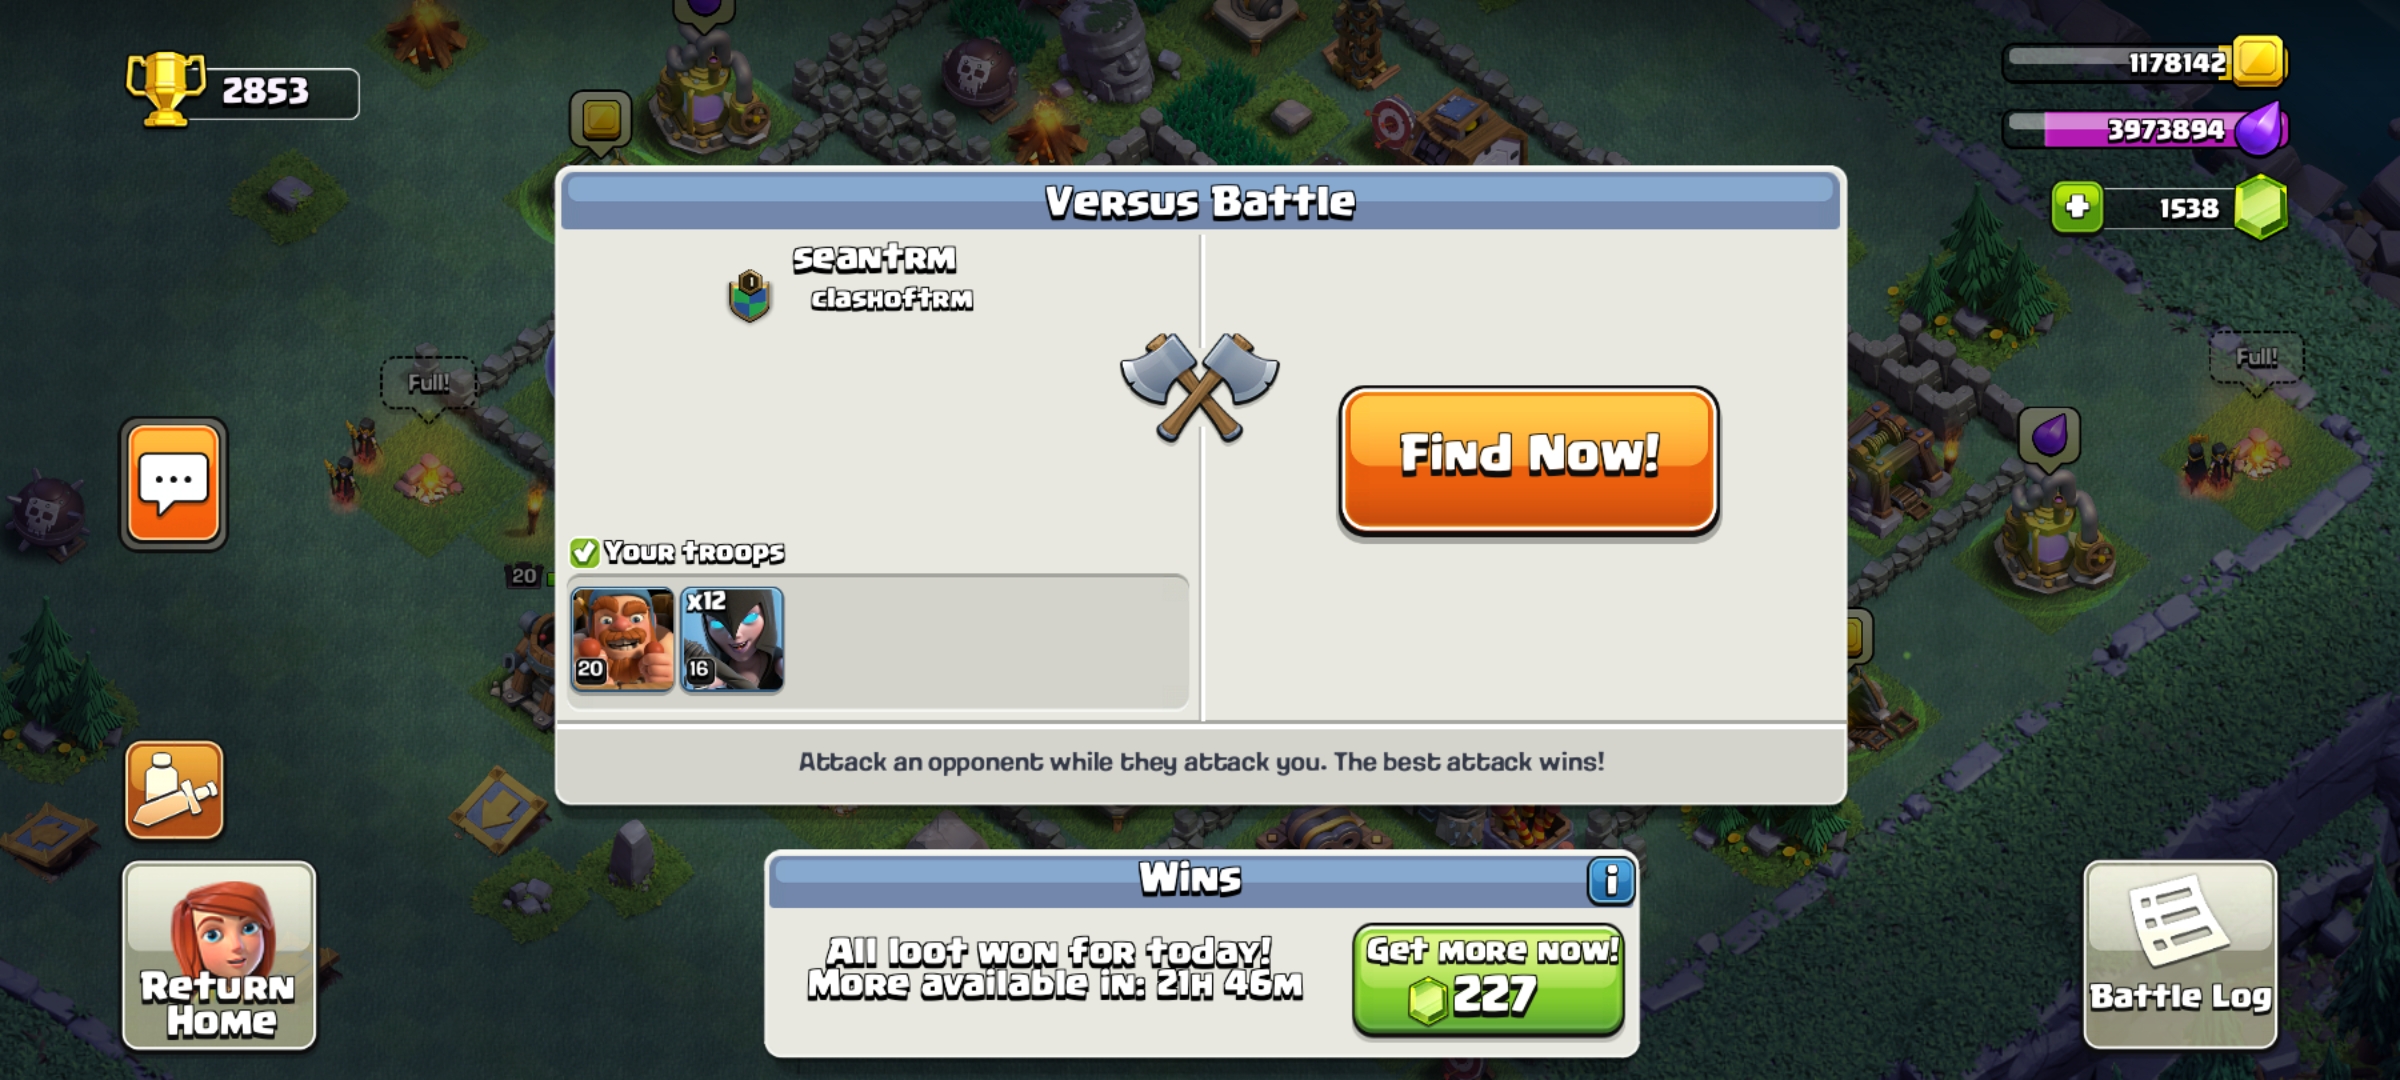 2853
1178142
3973894
1538
Versus Battle
seantrm
clashoftrm
Full!
Full!
Find Now!
Your troops
20
x12
20
16
Attack an opponent while they attack you. The best attack wins!
Wins
i
All loot won for today!
More available in: 21H 46M
Get more now!
227
Return
Home
Battle Log